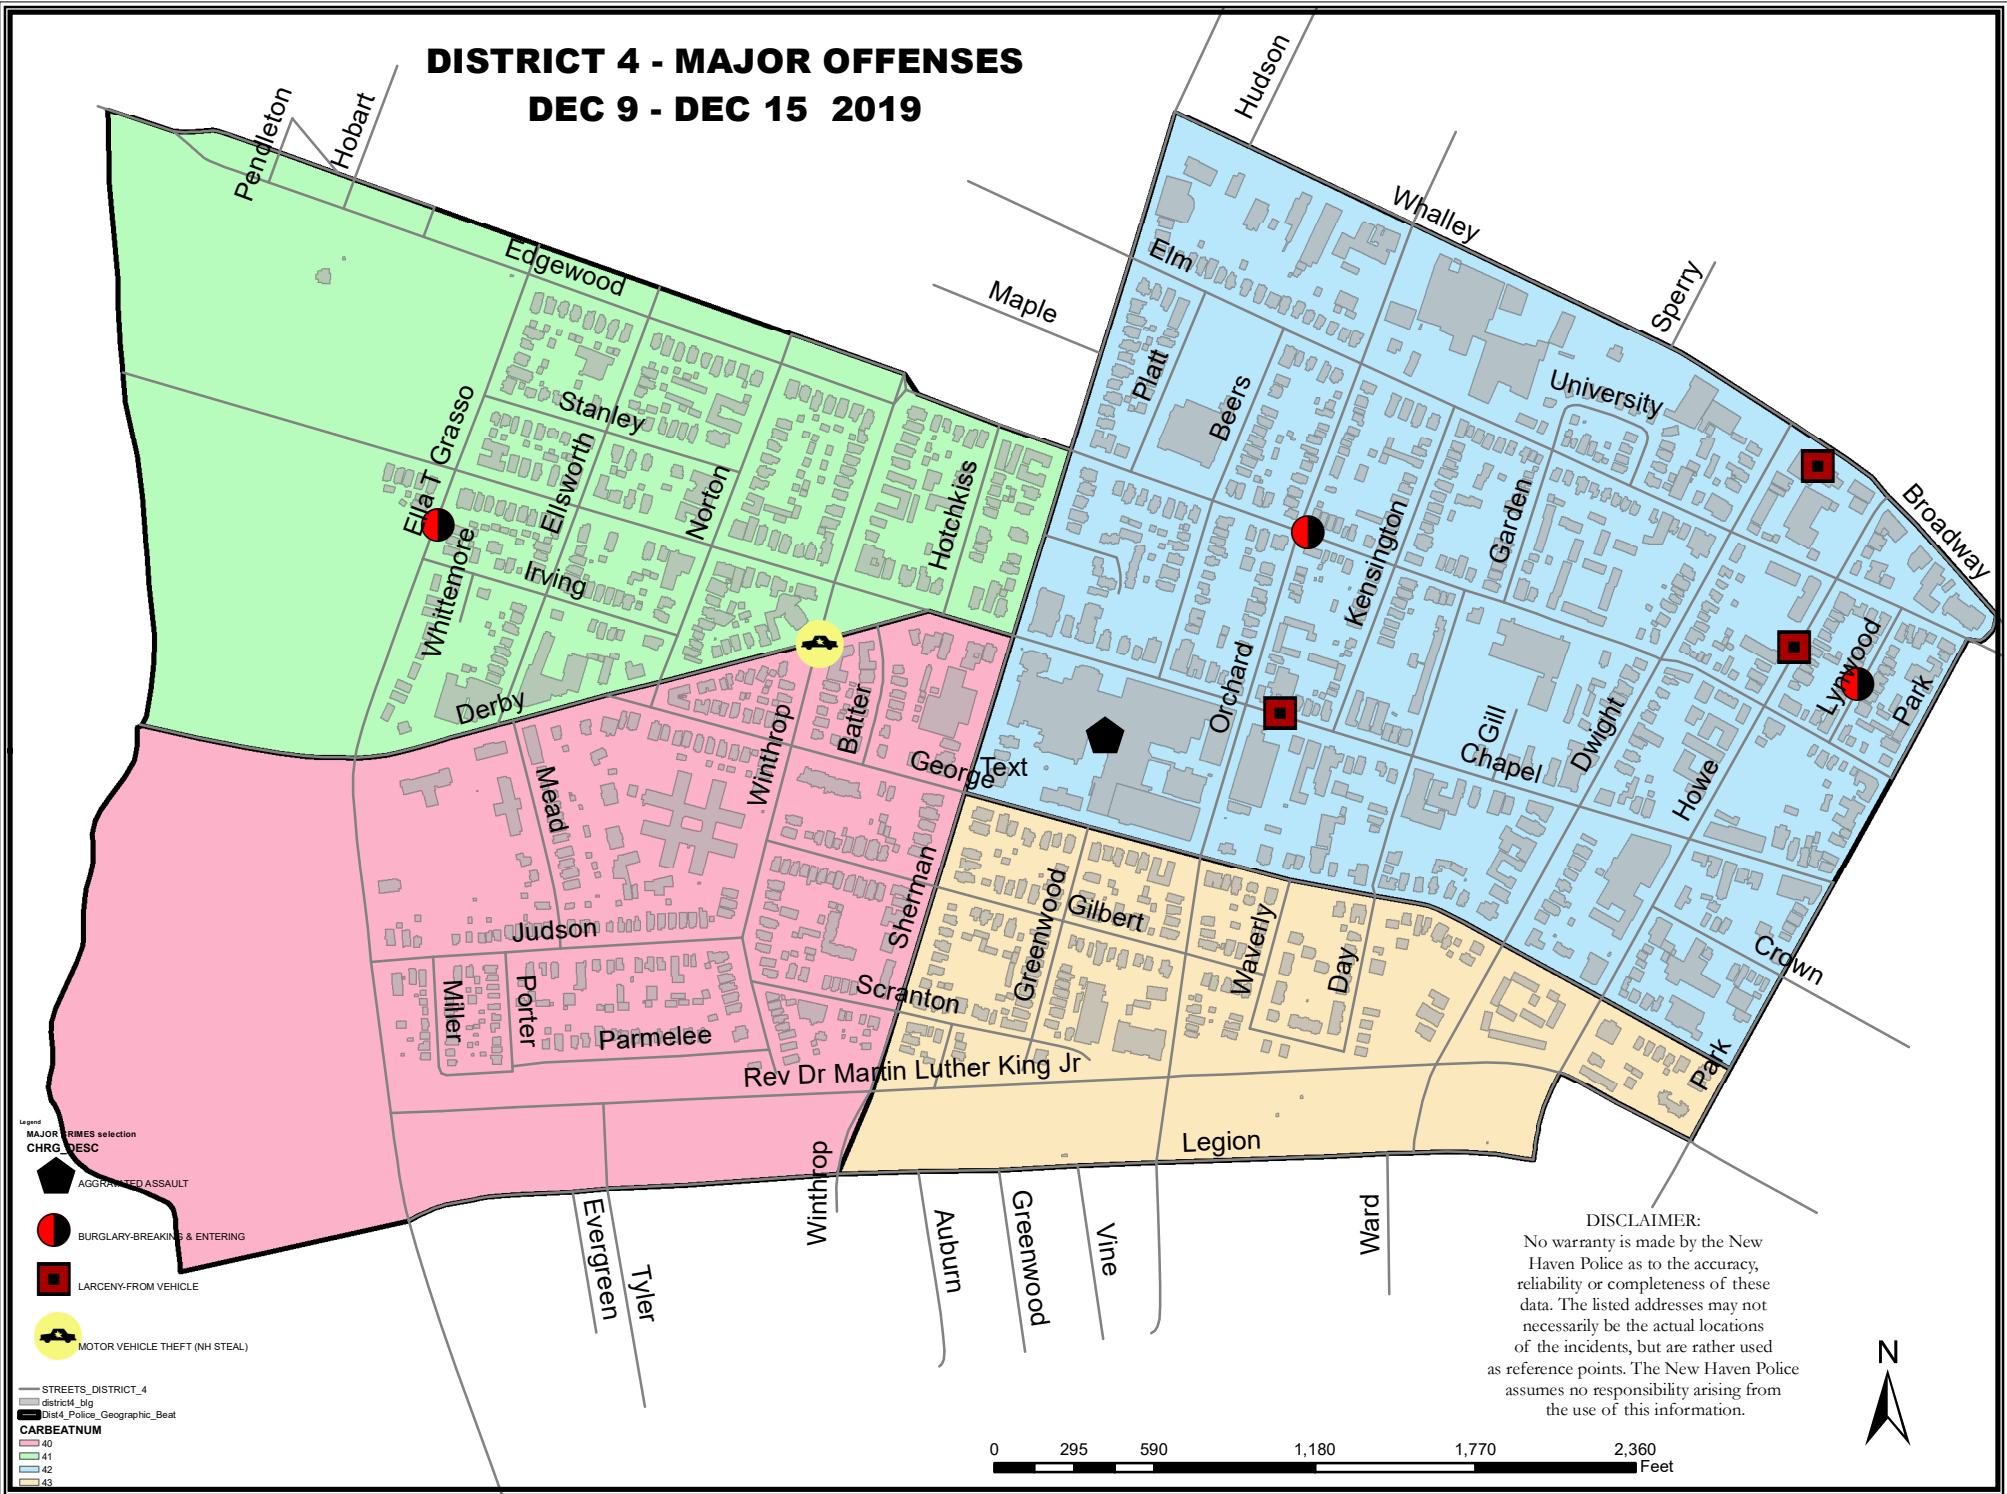 DISTRICT 4 - MAJOR OFFENSES
DEC 9 - DEC 15 2019
Hudson
Pendleton
Hobart
Whalley
Elm
Edgewood
Maple
Sperry
Platt
University
Beers
Stanley
Ella T Grasso
Ellsworth
Norton
Hotchkiss
Garden
Broadway
Kensington
Whittemore
Irving
Orchard
Lynwood
Park
Derby
Batter
Winthrop
George
Text
Gill
Chapel
Dwight
Howe
Mead
Sherman
Greenwood
Gilbert
Waverly
Day
Judson
Crown
Miller
Porter
Scranton
Parmelee
Park
Rev Dr Martin Luther King Jr
Legion
Winthrop
Evergreen
Tyler
Auburn
Greenwood
Vine
Ward
Legend
MAJOR CRIMES selection
CHRG_DESC
AGGRAVATED ASSAULT
BURGLARY-BREAKING & ENTERING
LARCENY-FROM VEHICLE
MOTOR VEHICLE THEFT (NH STEAL)
STREETS_DISTRICT_4
district4_blg
Dist4_Police_Geographic_Beat
CARBEATNUM
40
41
42
43
DISCLAIMER:
No warranty is made by the New
Haven Police as to the accuracy,
reliability or completeness of these
data. The listed addresses may not
necessarily be the actual locations
of the incidents, but are rather used
as reference points. The New Haven Police
assumes no responsibility arising from
the use of this information.
N
0 295 590 1,180 1,770 2,360
Feet